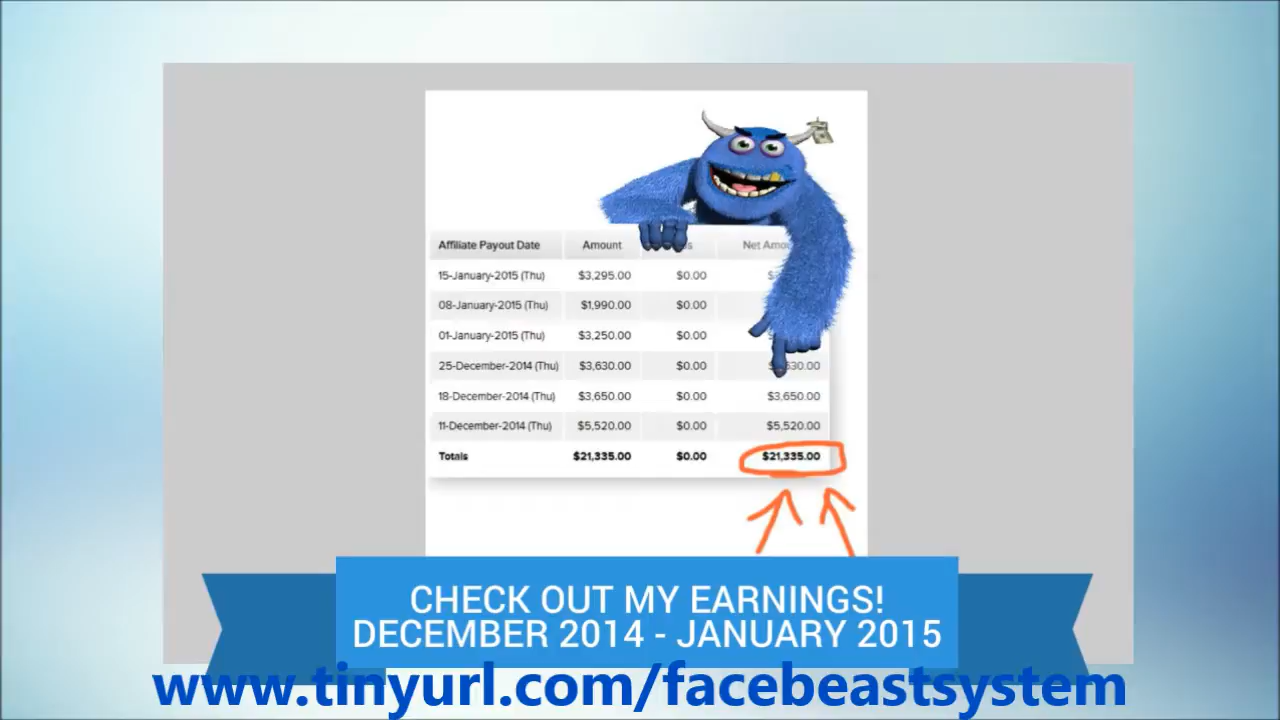 Affiliate Payout Date Amount Net
15-January-2015 (Thu) $3,295.00 $0.00
08-January-2015 (Thu) $1,990.00 $0.00
01-January-2015 (Thu) $3,250.00 $0.00
25-December-2014 (Thu) $3,630.00 $0.00
18-December-2014 (Thu) $3,650.00 $0.00 $3,650.00
11-December-2014 (Thu) $5,520.00 $0.00 $5,520.00
Totals $21,335.00 $0.00 $21,335.00
CHECK OUT MY EARNINGS!
DECEMBER 2014 - JANUARY 2015
www.tinyurl.com/facebeastsystem